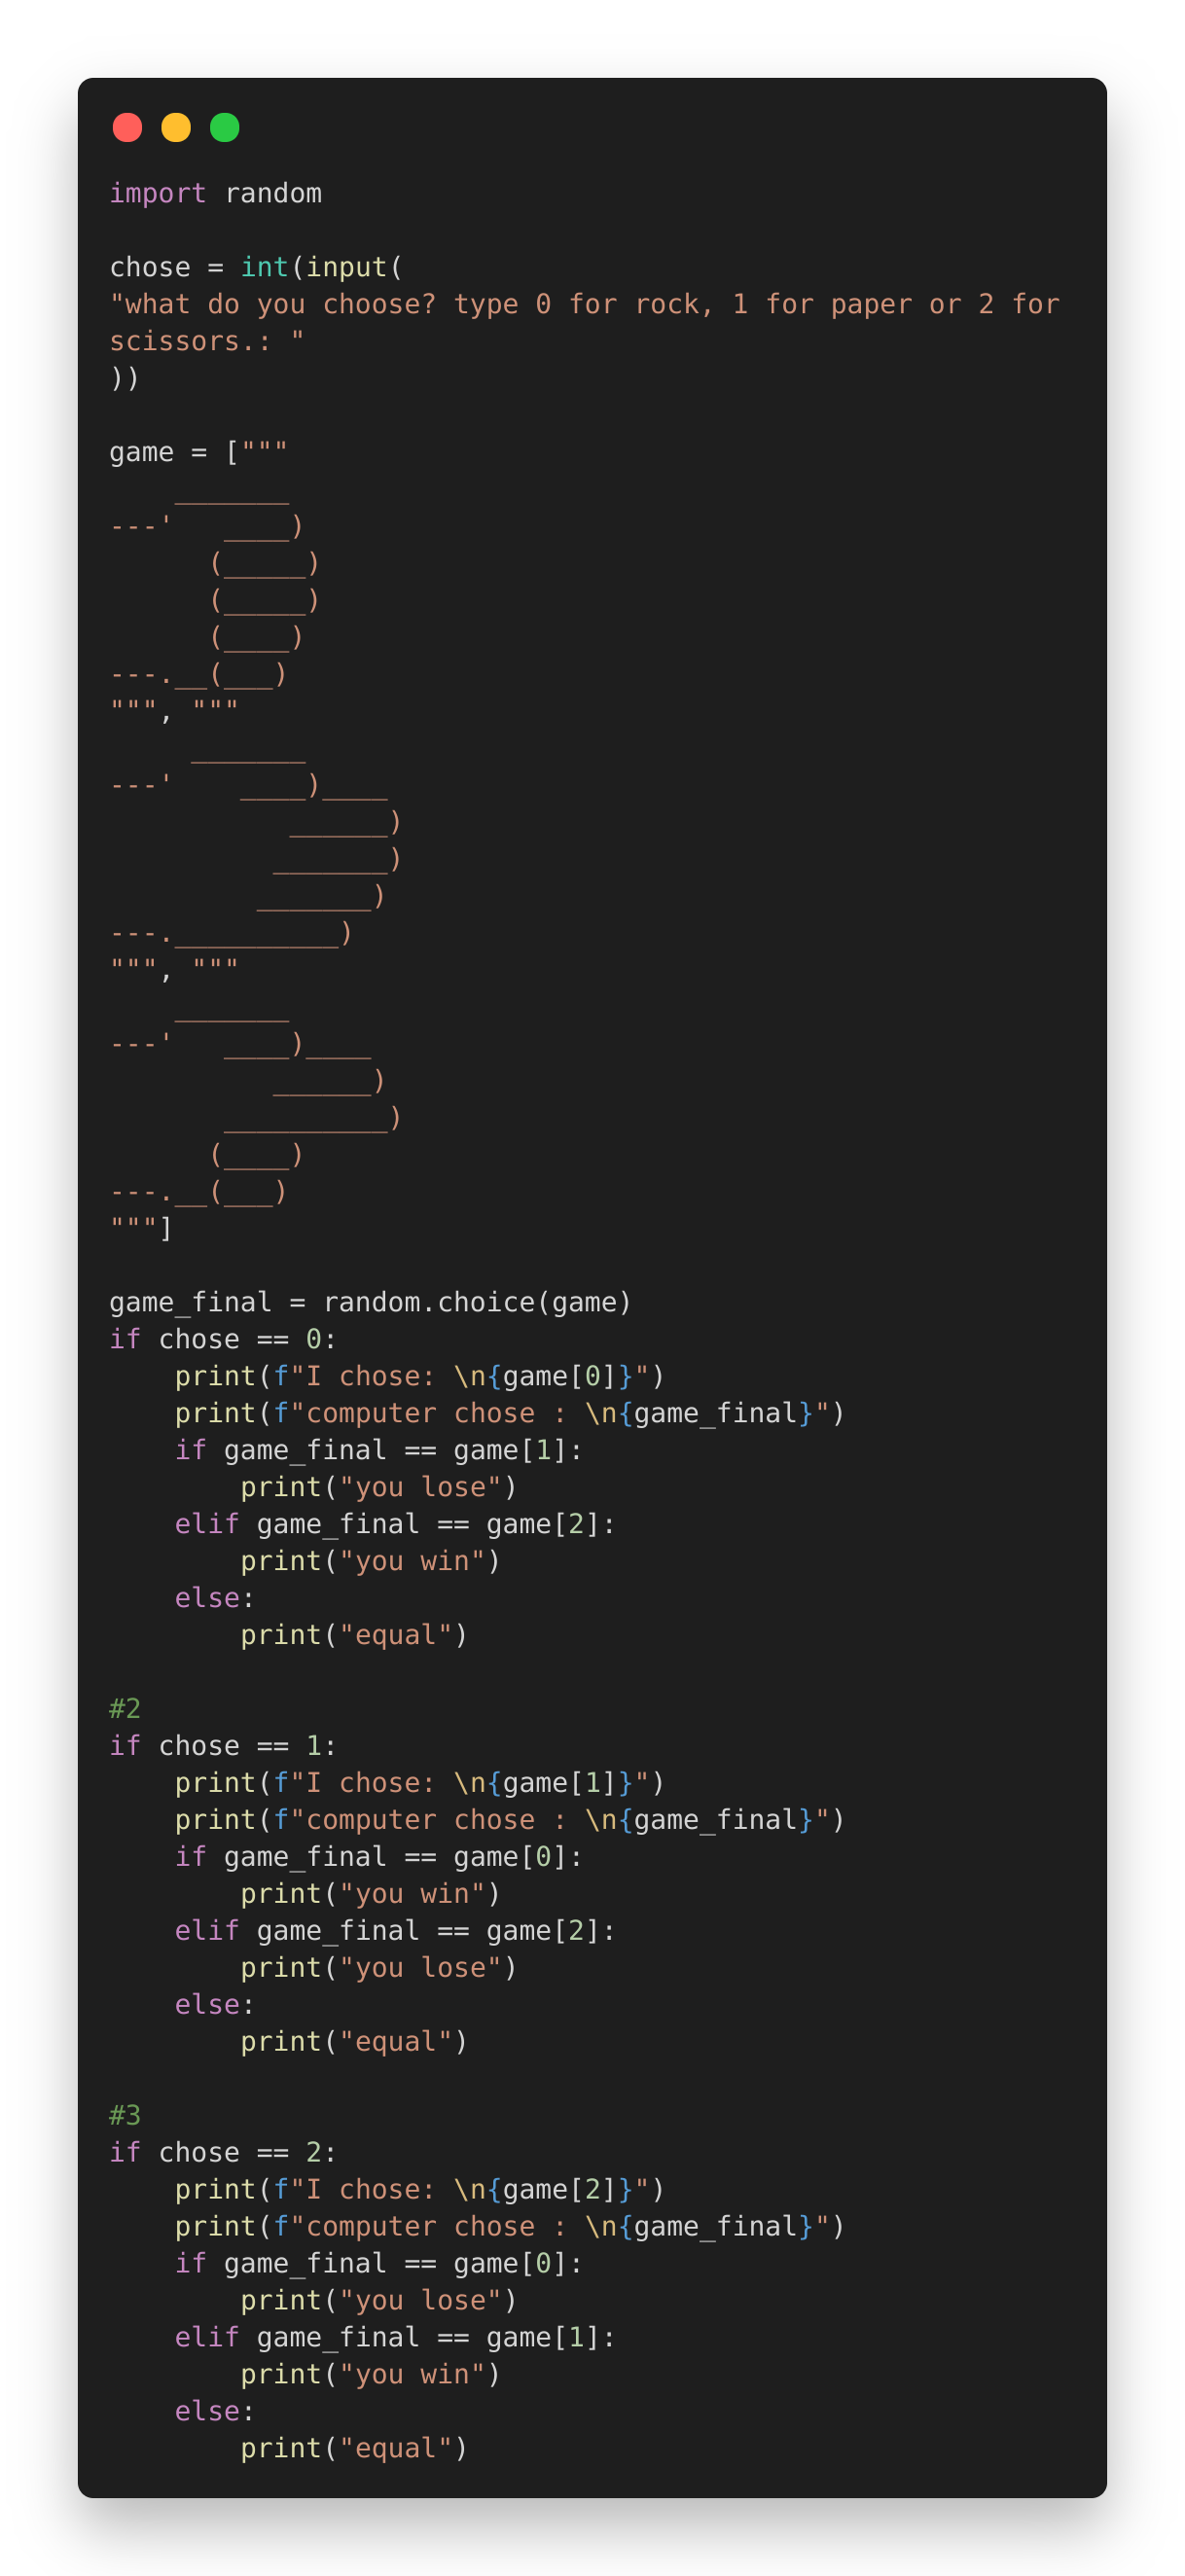 import random

chose = int(input(
"what do you choose? type 0 for rock, 1 for paper or 2 for
scissors.: "
))

game = ["""
    _______
---'   ____)
      (_____)
      (_____)
      (____)
---.__(___)
""", """
     _______
---'    ____)____
           ______)
          _______)
         _______)
---.__________)
""", """
    _______
---'   ____)____
          ______)
       __________)
      (____)
---.__(___)
"""]

game_final = random.choice(game)
if chose == 0:
    print(f"I chose: \n{game[0]}")
    print(f"computer chose : \n{game_final}")
    if game_final == game[1]:
        print("you lose")
    elif game_final == game[2]:
        print("you win")
    else:
        print("equal")

#2
if chose == 1:
    print(f"I chose: \n{game[1]}")
    print(f"computer chose : \n{game_final}")
    if game_final == game[0]:
        print("you win")
    elif game_final == game[2]:
        print("you lose")
    else:
        print("equal")

#3
if chose == 2:
    print(f"I chose: \n{game[2]}")
    print(f"computer chose : \n{game_final}")
    if game_final == game[0]:
        print("you lose")
    elif game_final == game[1]:
        print("you win")
    else:
        print("equal")